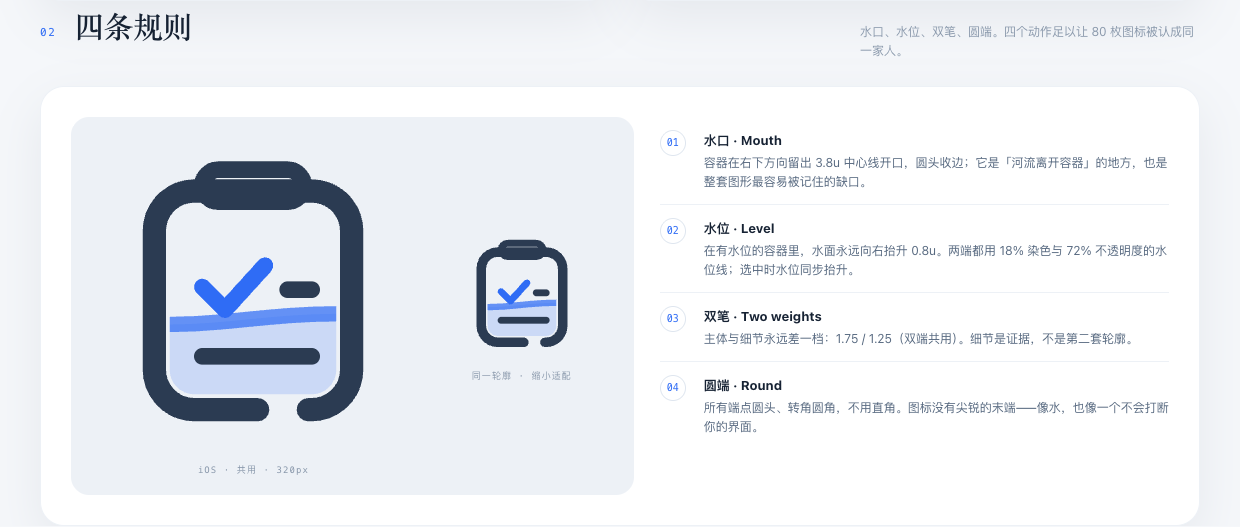 02 四条规则
水口、水位、双笔、圆端。四个动作足以让 80 枚图标被认成同
一家人。
同一轮廓 · 缩小适配
iOS · 共用 · 320px
01 水口 · Mouth
容器在右下方向留出 3.8u 中心线开口，圆头收边；它是「河流离开容器」的地方，也是
整套图形最容易被记住的缺口。
02 水位 · Level
在有水位的容器里，水面永远向右抬升 0.8u。两端都用 18% 染色与 72% 不透明度的水
位线；选中时水位同步抬升。
03 双笔 · Two weights
主体与细节永远差一档：1.75 / 1.25（双端共用）。细节是证据，不是第二套轮廓。
04 圆端 · Round
所有端点圆头、转角圆角，不用直角。图标没有尖锐的末端——像水，也像一个不会打断
你的界面。